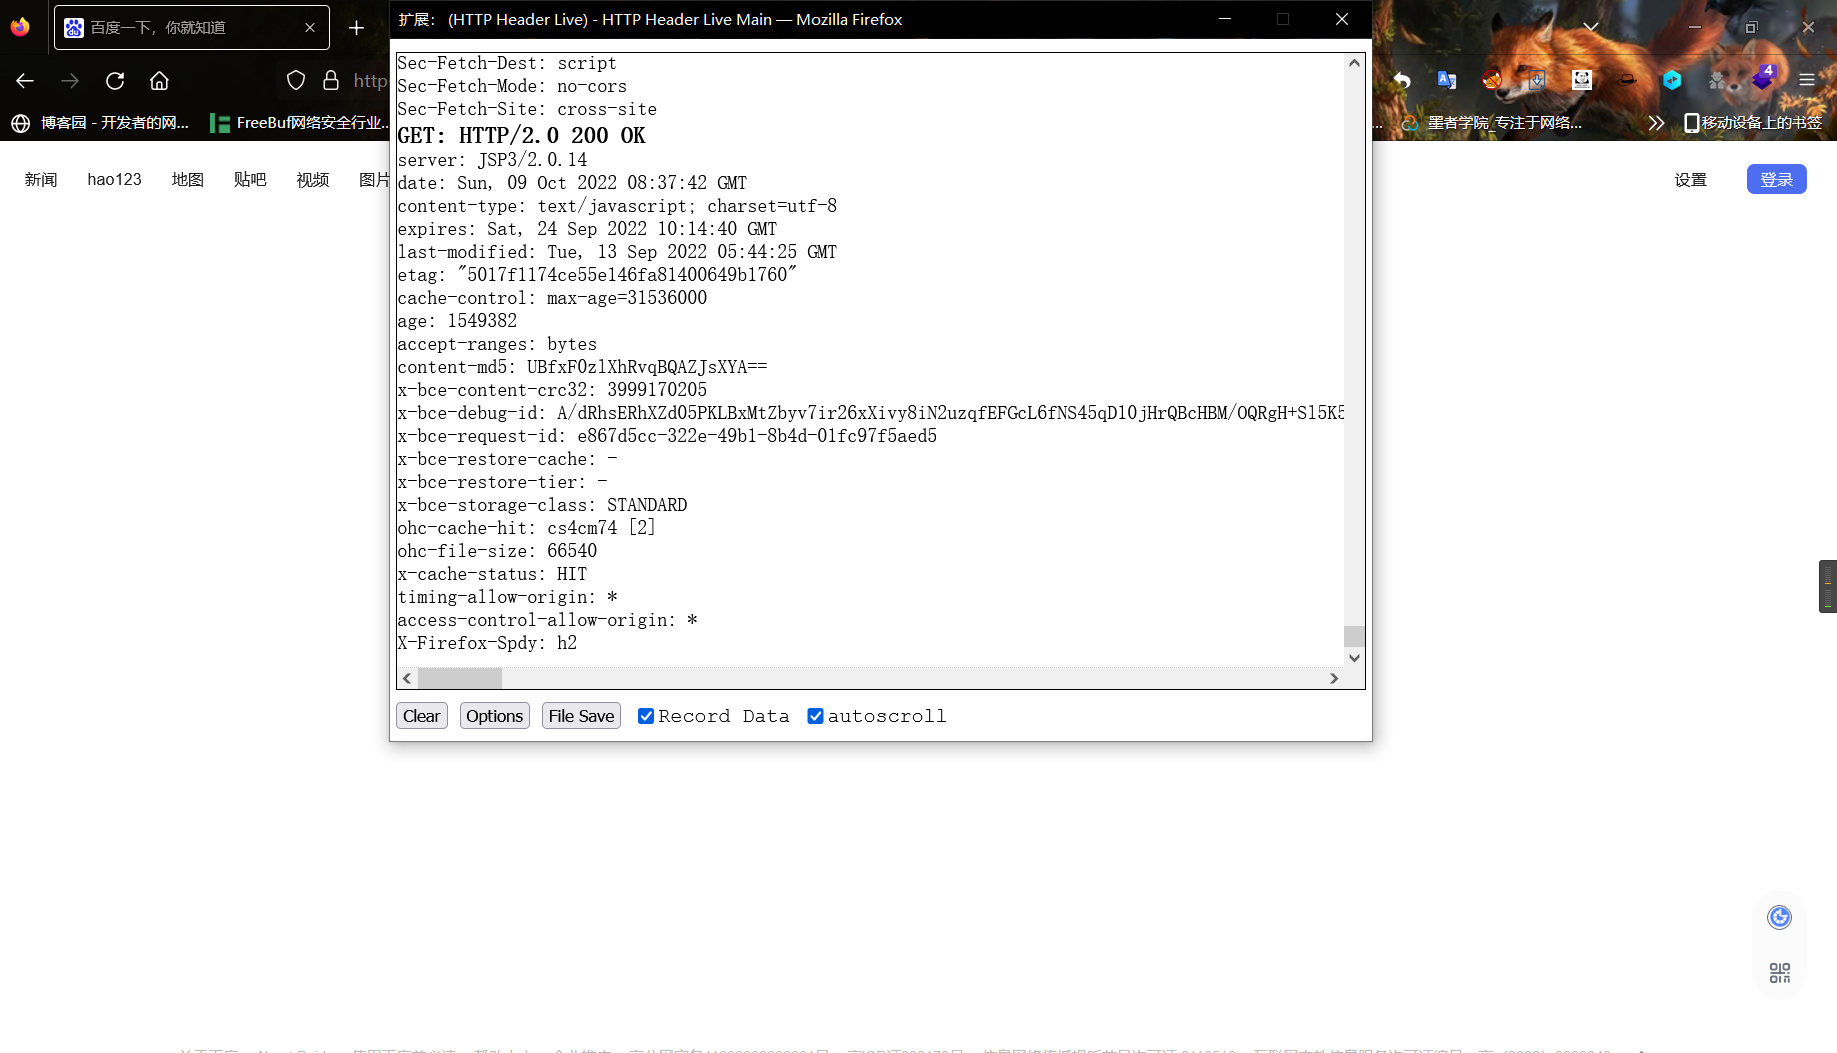 扩展： (HTTP Header Live) - HTTP Header Live Main — Mozilla Firefox
百度一下，你就知道
http
博客园 - 开发者的网...
FreeBuf网络安全行业...
墨者学院_专注于网络...
移动设备上的书签
4
新闻 hao123 地图 贴吧 视频 图片
设置
登录
Sec-Fetch-Dest: script
Sec-Fetch-Mode: no-cors
Sec-Fetch-Site: cross-site
GET: HTTP/2.0 200 OK
server: JSP3/2.0.14
date: Sun, 09 Oct 2022 08:37:42 GMT
content-type: text/javascript; charset=utf-8
expires: Sat, 24 Sep 2022 10:14:40 GMT
last-modified: Tue, 13 Sep 2022 05:44:25 GMT
etag: "5017f1174ce55e146fa81400649b1760"
cache-control: max-age=31536000
age: 1549382
accept-ranges: bytes
content-md5: UBfxF0zlXhRvqBQAZJsXYA==
x-bce-content-crc32: 3999170205
x-bce-debug-id: A/dRhsERhXZd05PKLBxMtZbyv7ir26xXivy8iN2uzqfEFGcL6fNS45qD10jHrQBcHBM/OQRgH+Sl5K5
x-bce-request-id: e867d5cc-322e-49b1-8b4d-01fc97f5aed5
x-bce-restore-cache: -
x-bce-restore-tier: -
x-bce-storage-class: STANDARD
ohc-cache-hit: cs4cm74 [2]
ohc-file-size: 66540
x-cache-status: HIT
timing-allow-origin: *
access-control-allow-origin: *
X-Firefox-Spdy: h2
Clear Options File Save Record Data autoscroll